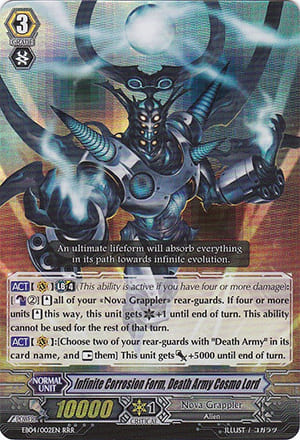 3
GRADE
An ultimate lifeform will absorb everything
in its path towards infinite evolution.
ACT [V] LB4 (This ability is active if you have four or more damage):
[2] all of your «Nova Grappler» rear-guards. If four or more
units this way, this unit gets +1 until end of turn. This ability
cannot be used for the rest of that turn.
ACT [V]:[Choose two of your rear-guards with "Death Army" in its
card name, and them] This unit gets +5000 until end of turn.
NORMAL
UNIT
Infinite Corrosion Form, Death Army Cosmo Lord
POWER
10000
1
CRITICAL
Nova Grappler
Alien
EB04/002EN RRR
ILLUST / コガラツ